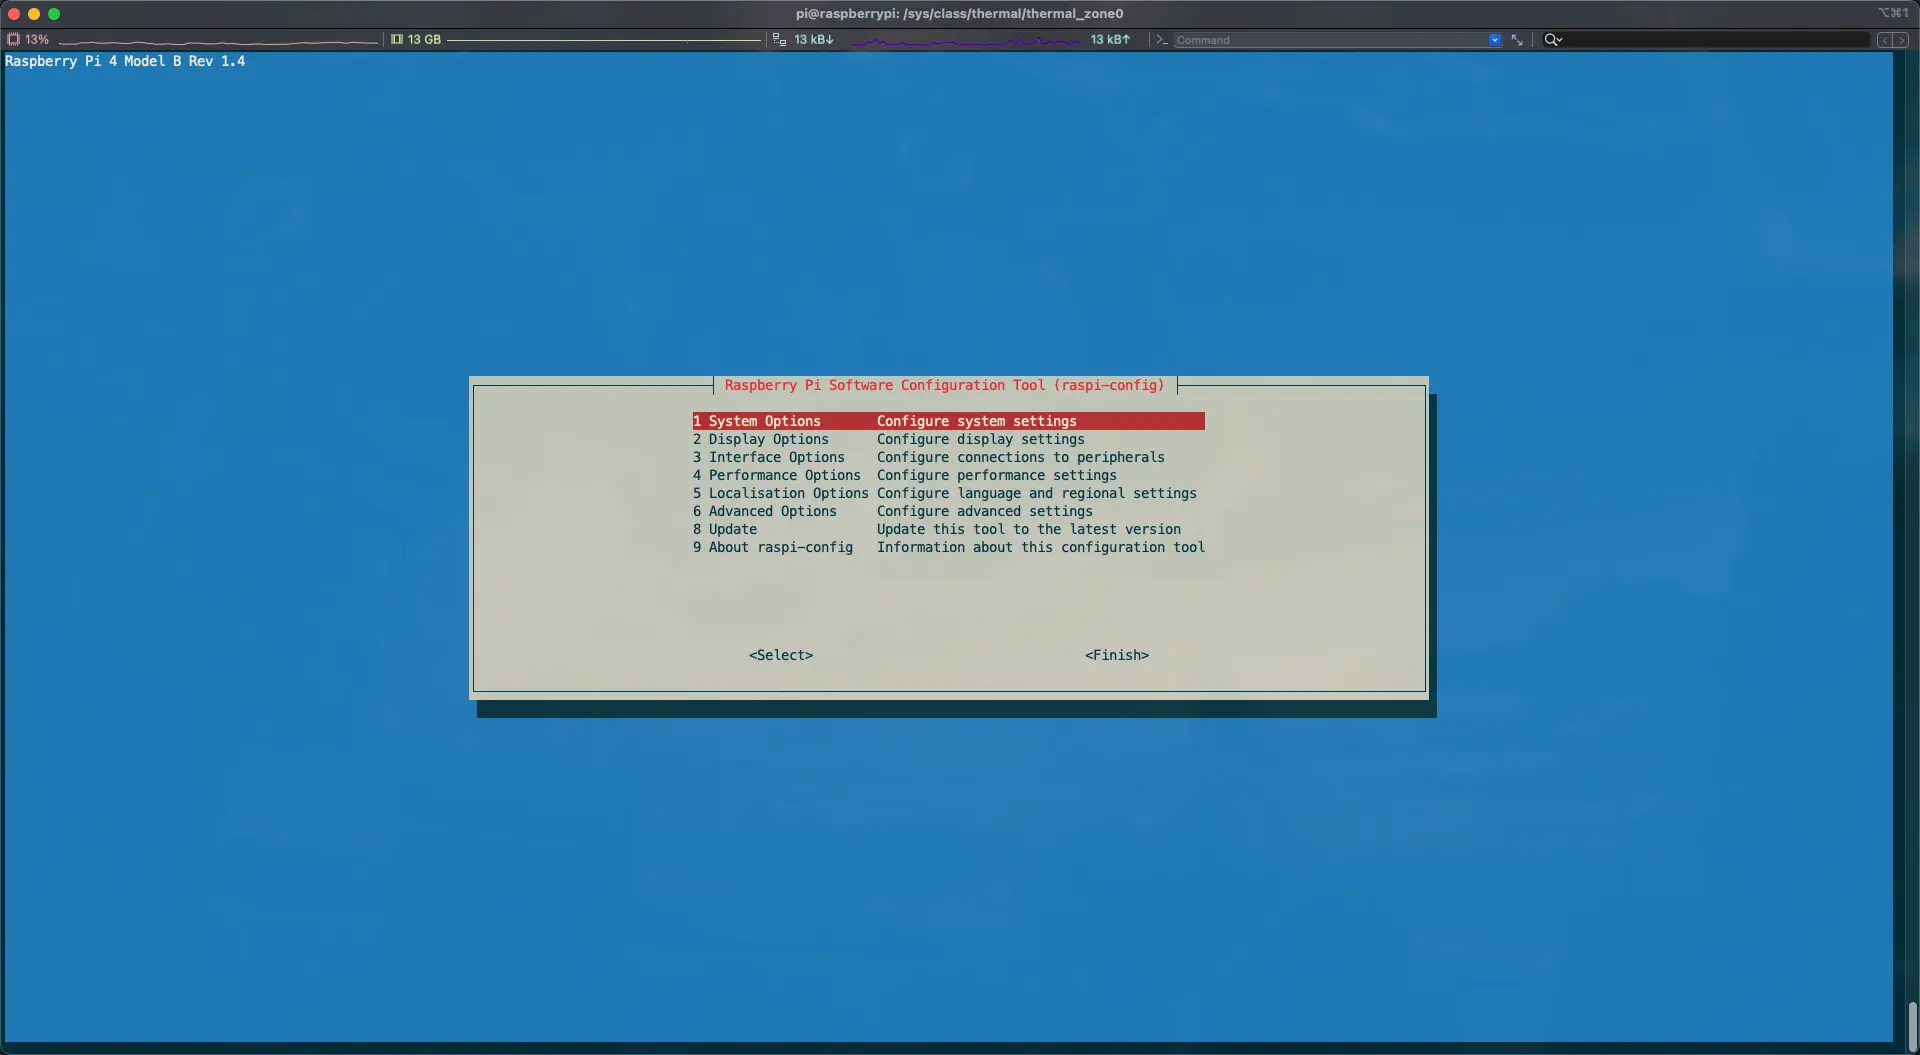 pi@raspberrypi: /sys/class/thermal/thermal_zone0
⌥⌘1
13%
13 GB
13 kB↓
13 kB↑
Command
Raspberry Pi 4 Model B Rev 1.4
Raspberry Pi Software Configuration Tool (raspi-config)
1 System Options Configure system settings
2 Display Options Configure display settings
3 Interface Options Configure connections to peripherals
4 Performance Options Configure performance settings
5 Localisation Options Configure language and regional settings
6 Advanced Options Configure advanced settings
8 Update Update this tool to the latest version
9 About raspi-config Information about this configuration tool
<Select> <Finish>